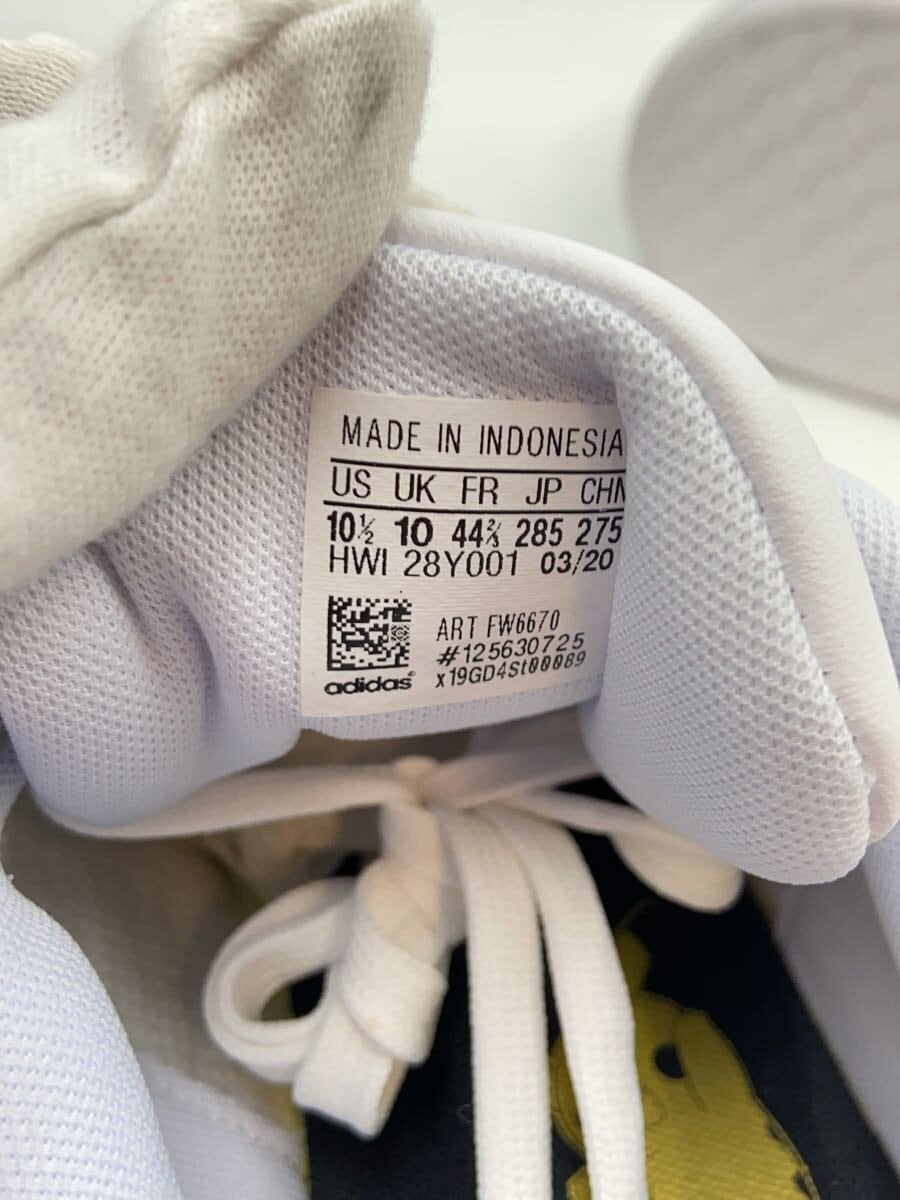 MADE IN INDONESIA
US UK FR JP CHN
10½ 10 44⅔ 285 275
HWI 28Y001 03/20
ART FW6670
#125630725
x19GD4St00089
adidas